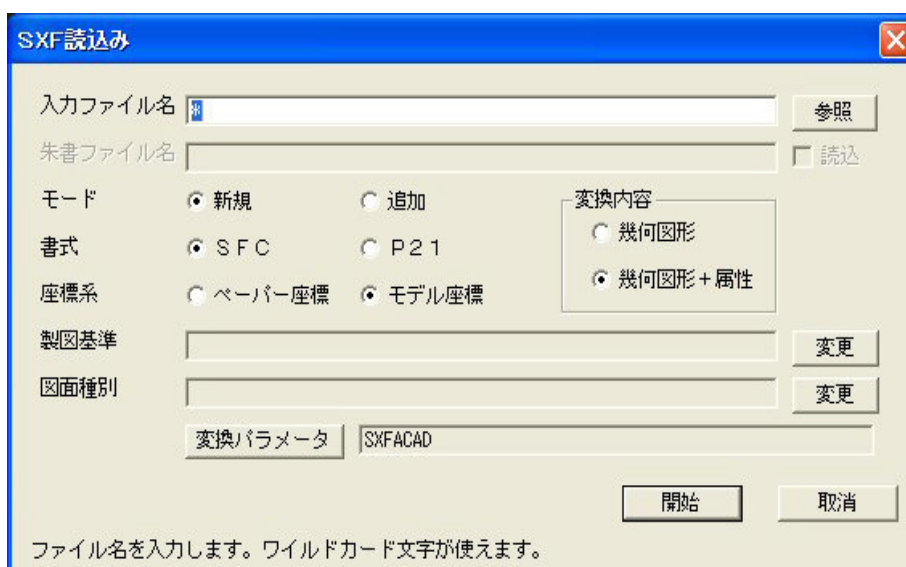 SXF読込み
入力ファイル名 * 参照
朱書ファイル名 読込
モード 新規 追加 変換内容
幾何図形
書式 ＳＦＣ Ｐ２１
幾何図形＋属性
座標系 ペーパー座標 モデル座標
製図基準 変更
図面種別 変更
変換パラメータ SXFACAD
開始 取消
ファイル名を入力します。ワイルドカード文字が使えます。